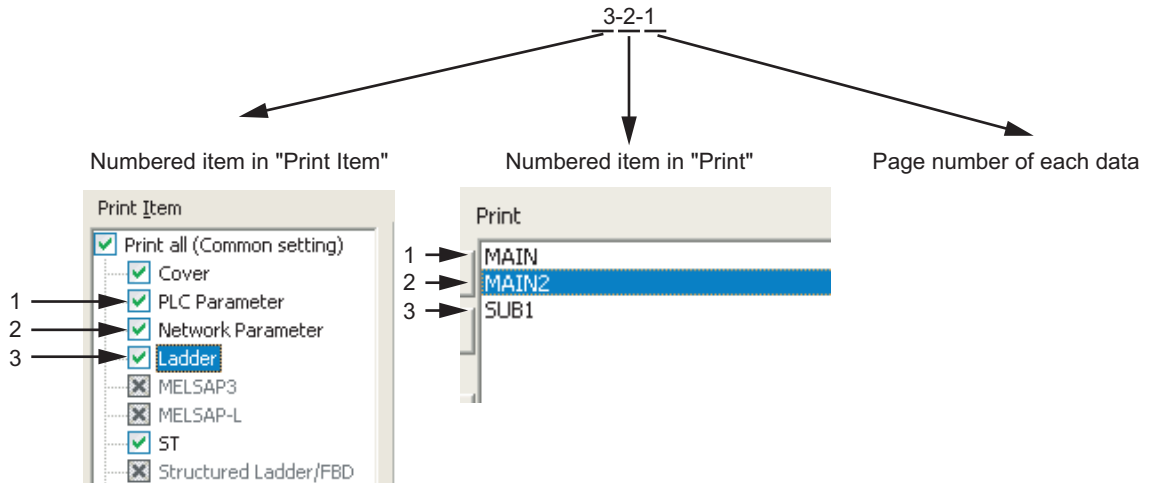 3-2-1
Numbered item in "Print Item"
Numbered item in "Print"
Page number of each data
Print Item
Print all (Common setting)
Cover
1 PLC Parameter
2 Network Parameter
3 Ladder
MELSAP3
MELSAP-L
ST
Structured Ladder/FBD
Print
1 MAIN
2 MAIN2
3 SUB1